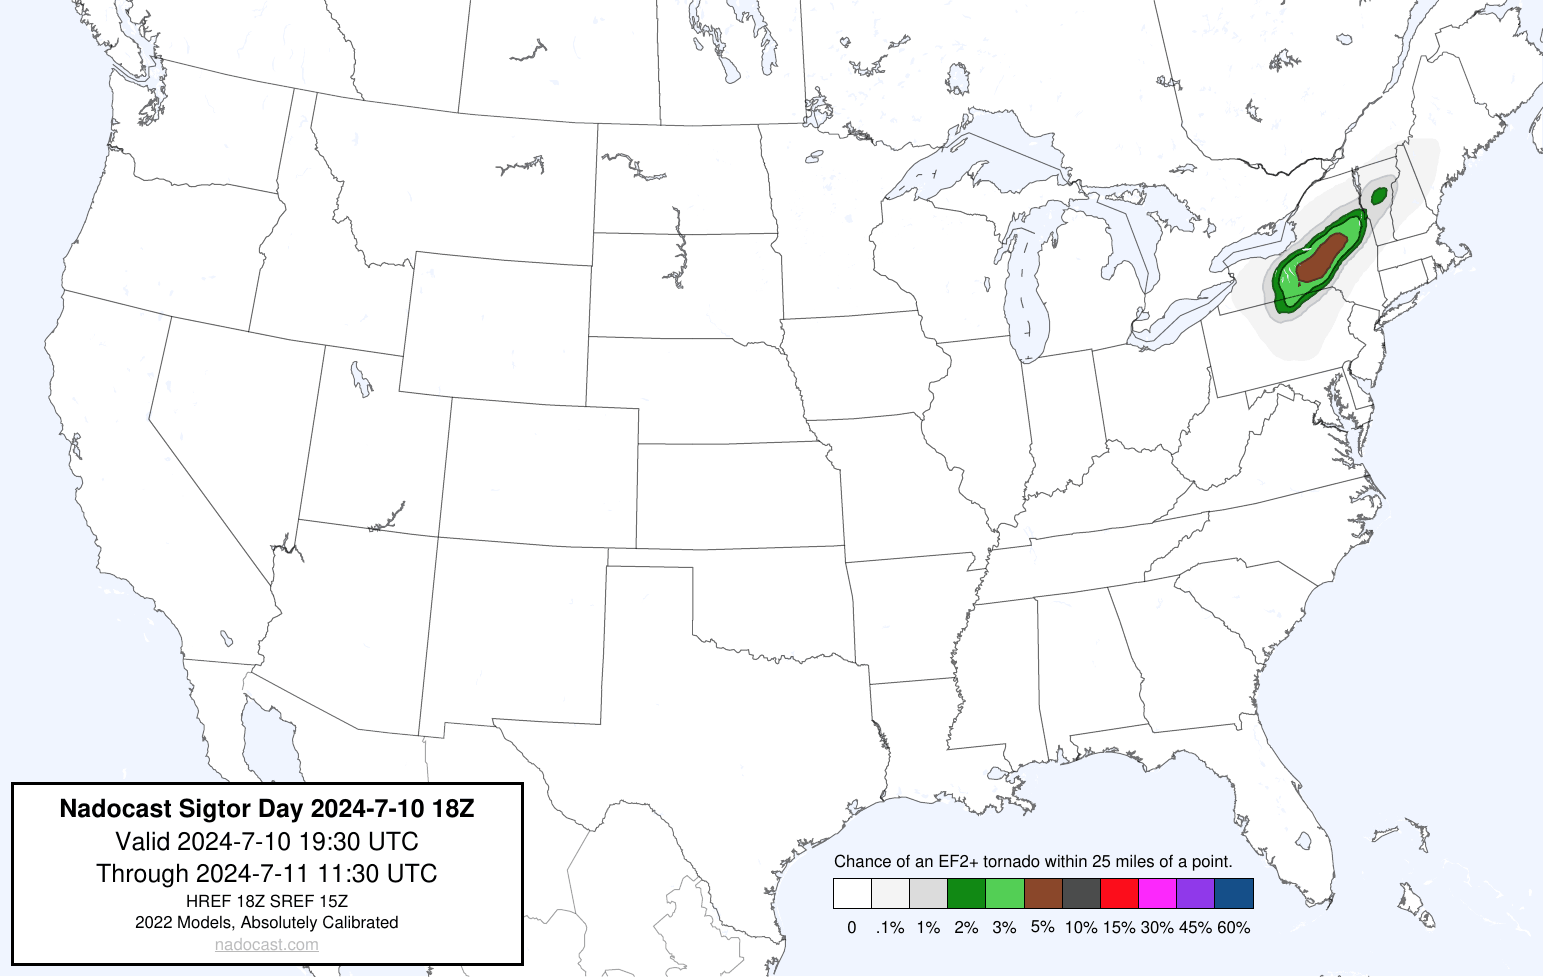 Nadocast Sigtor Day 2024-7-10 18Z
Valid 2024-7-10 19:30 UTC
Through 2024-7-11 11:30 UTC
HREF 18Z SREF 15Z
2022 Models, Absolutely Calibrated
nadocast.com
Chance of an EF2+ tornado within 25 miles of a point.
0 .1% 1% 2% 3% 5% 10% 15% 30% 45% 60%